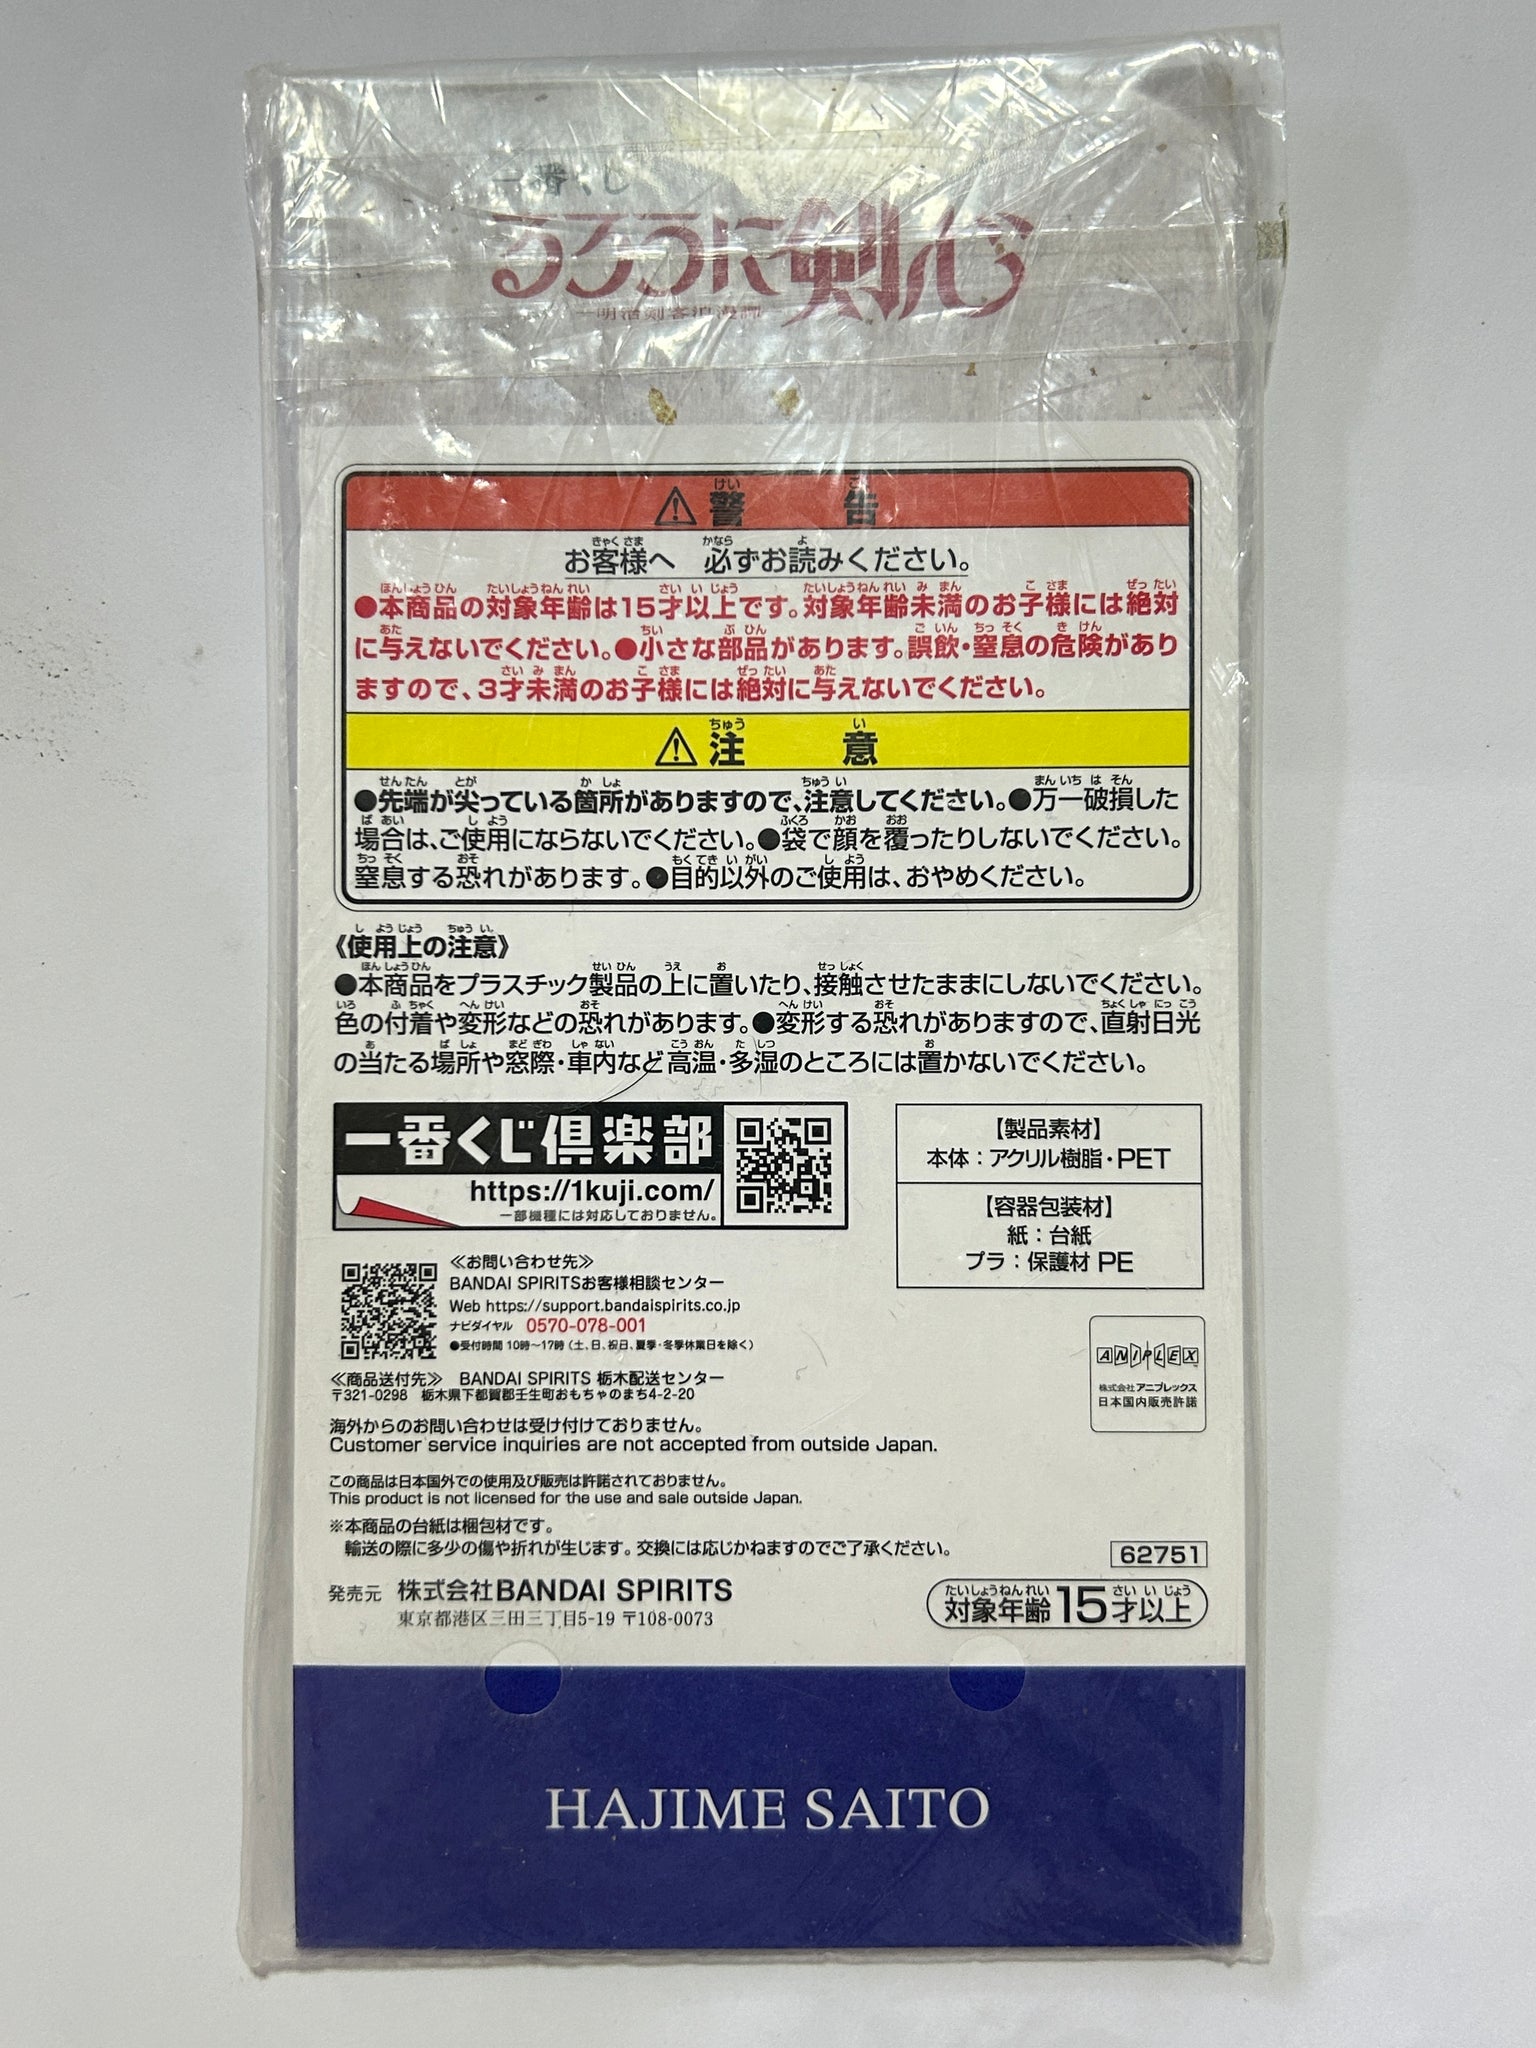 るろうに剣心
―明治剣客浪漫譚―
警告
お客様へ 必ずお読みください。
●本商品の対象年齢は15才以上です。対象年齢未満のお子様には絶対
に与えないでください。●小さな部品があります。誤飲・窒息の危険があり
ますので、3才未満のお子様には絶対に与えないでください。
注意
●先端が尖っている箇所がありますので、注意してください。●万一破損した
場合は、ご使用にならないでください。●袋で顔を覆ったりしないでください。
窒息する恐れがあります。●目的以外のご使用は、おやめください。
《使用上の注意》
●本商品をプラスチック製品の上に置いたり、接触させたままにしないでください。
色の付着や変形などの恐れがあります。●変形する恐れがありますので、直射日光
の当たる場所や窓際・車内など高温・多湿のところには置かないでください。
一番くじ倶楽部
https://1kuji.com/
一部機種には対応しておりません。
【製品素材】
本体：アクリル樹脂・PET
【容器包装材】
紙：台紙
プラ：保護材 PE
≪お問い合わせ先≫
BANDAI SPIRITSお客様相談センター
Web https://support.bandaispirits.co.jp
ナビダイヤル 0570-078-001
●受付時間 10時〜17時（土、日、祝日、夏季・冬季休業日を除く）
≪商品送付先≫ BANDAI SPIRITS 栃木配送センター
〒321-0298 栃木県下都賀郡壬生町おもちゃのまち4-2-20
ANIPLEX
株式会社アニプレックス
日本国内販売許諾
海外からのお問い合わせは受け付けておりません。
Customer service inquiries are not accepted from outside Japan.
この商品は日本国外での使用及び販売は許諾されておりません。
This product is not licensed for the use and sale outside Japan.
※本商品の台紙は梱包材です。
輸送の際に多少の傷や折れが生じます。交換には応じかねますのでご了承ください。
62751
発売元 株式会社BANDAI SPIRITS
東京都港区三田三丁目5-19 〒108-0073
対象年齢15才以上
HAJIME SAITO